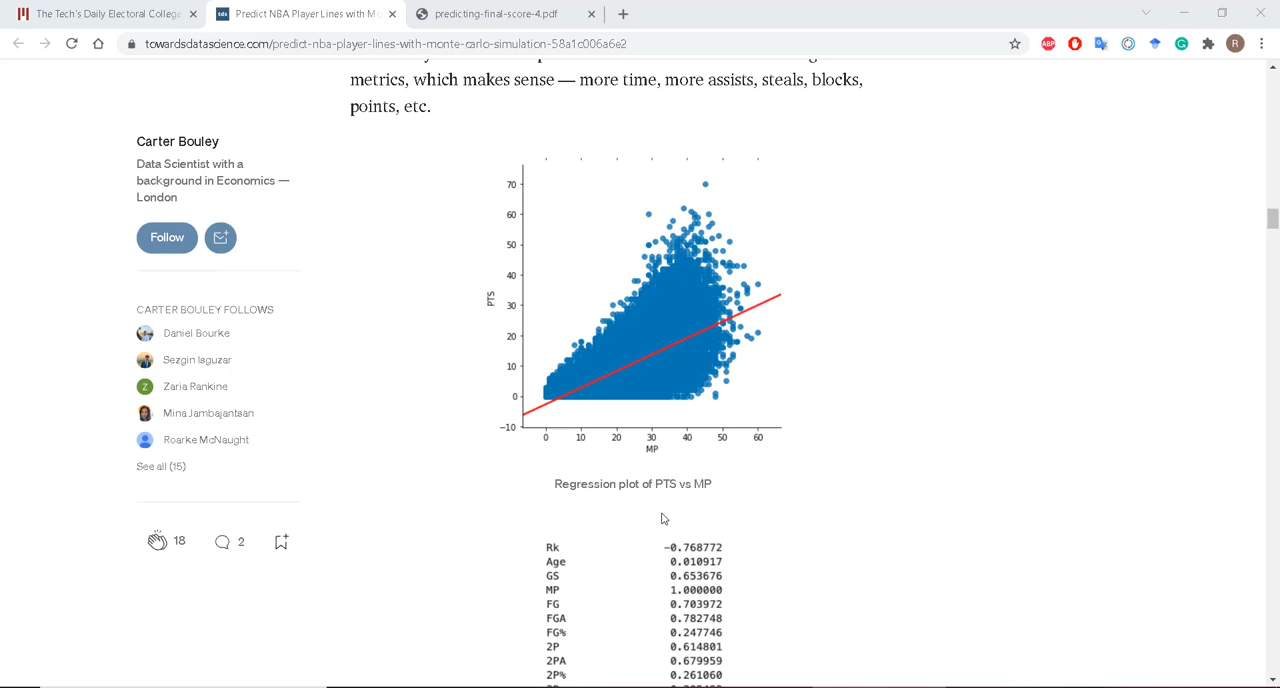 The Tech's Daily Electoral College
Predict NBA Player Lines with Mo
predicting-final-score-4.pdf
towardsdatascience.com/predict-nba-player-lines-with-monte-carlo-simulation-58a1c006a6e2
ABP
R
metrics, which makes sense — more time, more assists, steals, blocks,
points, etc.
Carter Bouley
Data Scientist with a
background in Economics —
London
Follow
CARTER BOULEY FOLLOWS
Daniel Bourke
Sezgin Isguzar
Z Zaria Rankine
Mina Jambajantsan
Roarke McNaught
See all (15)
18 2
70
60
50
40
30
20
10
0
-10
PTS
0 10 20 30 40 50 60
MP
Regression plot of PTS vs MP
Rk -0.768772
Age 0.010917
GS 0.653676
MP 1.000000
FG 0.703972
FGA 0.782748
FG% 0.247746
2P 0.614801
2PA 0.679959
2P% 0.261060